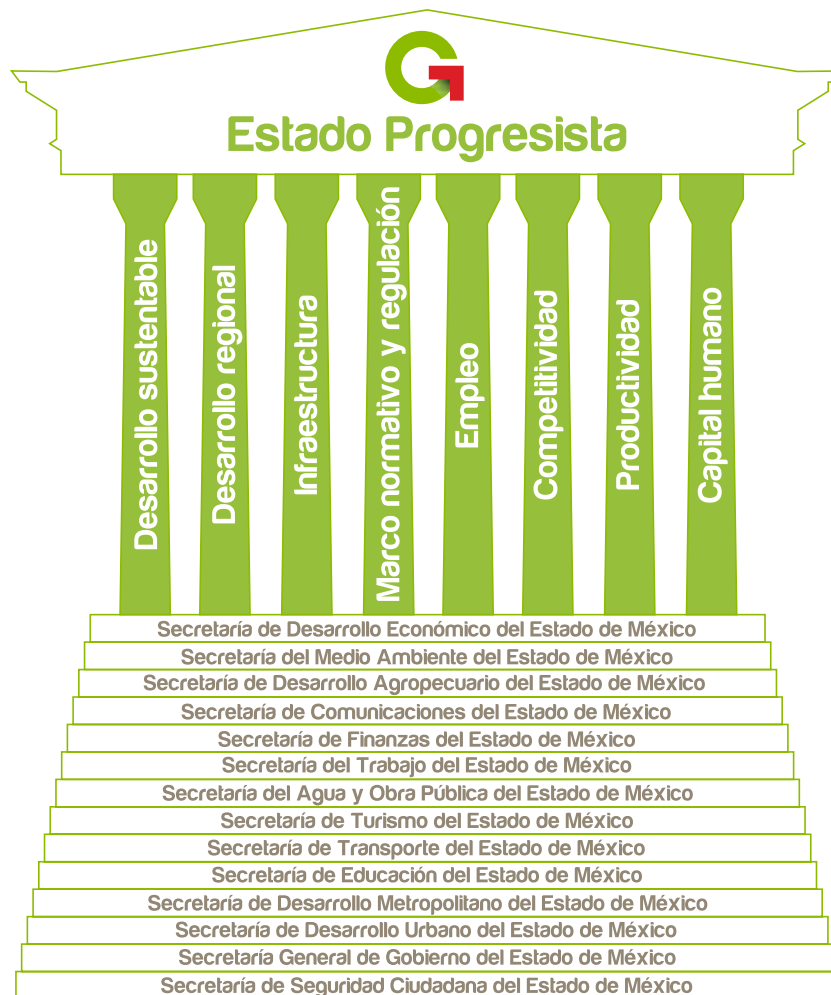 Estado Progresista
Desarrollo sustentable
Desarrollo regional
Infraestructura
Marco normativo y regulación
Empleo
Competitividad
Productividad
Capital humano
Secretaría de Desarrollo Económico del Estado de México
Secretaría del Medio Ambiente del Estado de México
Secretaría de Desarrollo Agropecuario del Estado de México
Secretaría de Comunicaciones del Estado de México
Secretaría de Finanzas del Estado de México
Secretaría del Trabajo del Estado de México
Secretaría del Agua y Obra Pública del Estado de México
Secretaría de Turismo del Estado de México
Secretaría de Transporte del Estado de México
Secretaría de Educación del Estado de México
Secretaría de Desarrollo Metropolitano del Estado de México
Secretaría de Desarrollo Urbano del Estado de México
Secretaría General de Gobierno del Estado de México
Secretaría de Seguridad Ciudadana del Estado de México